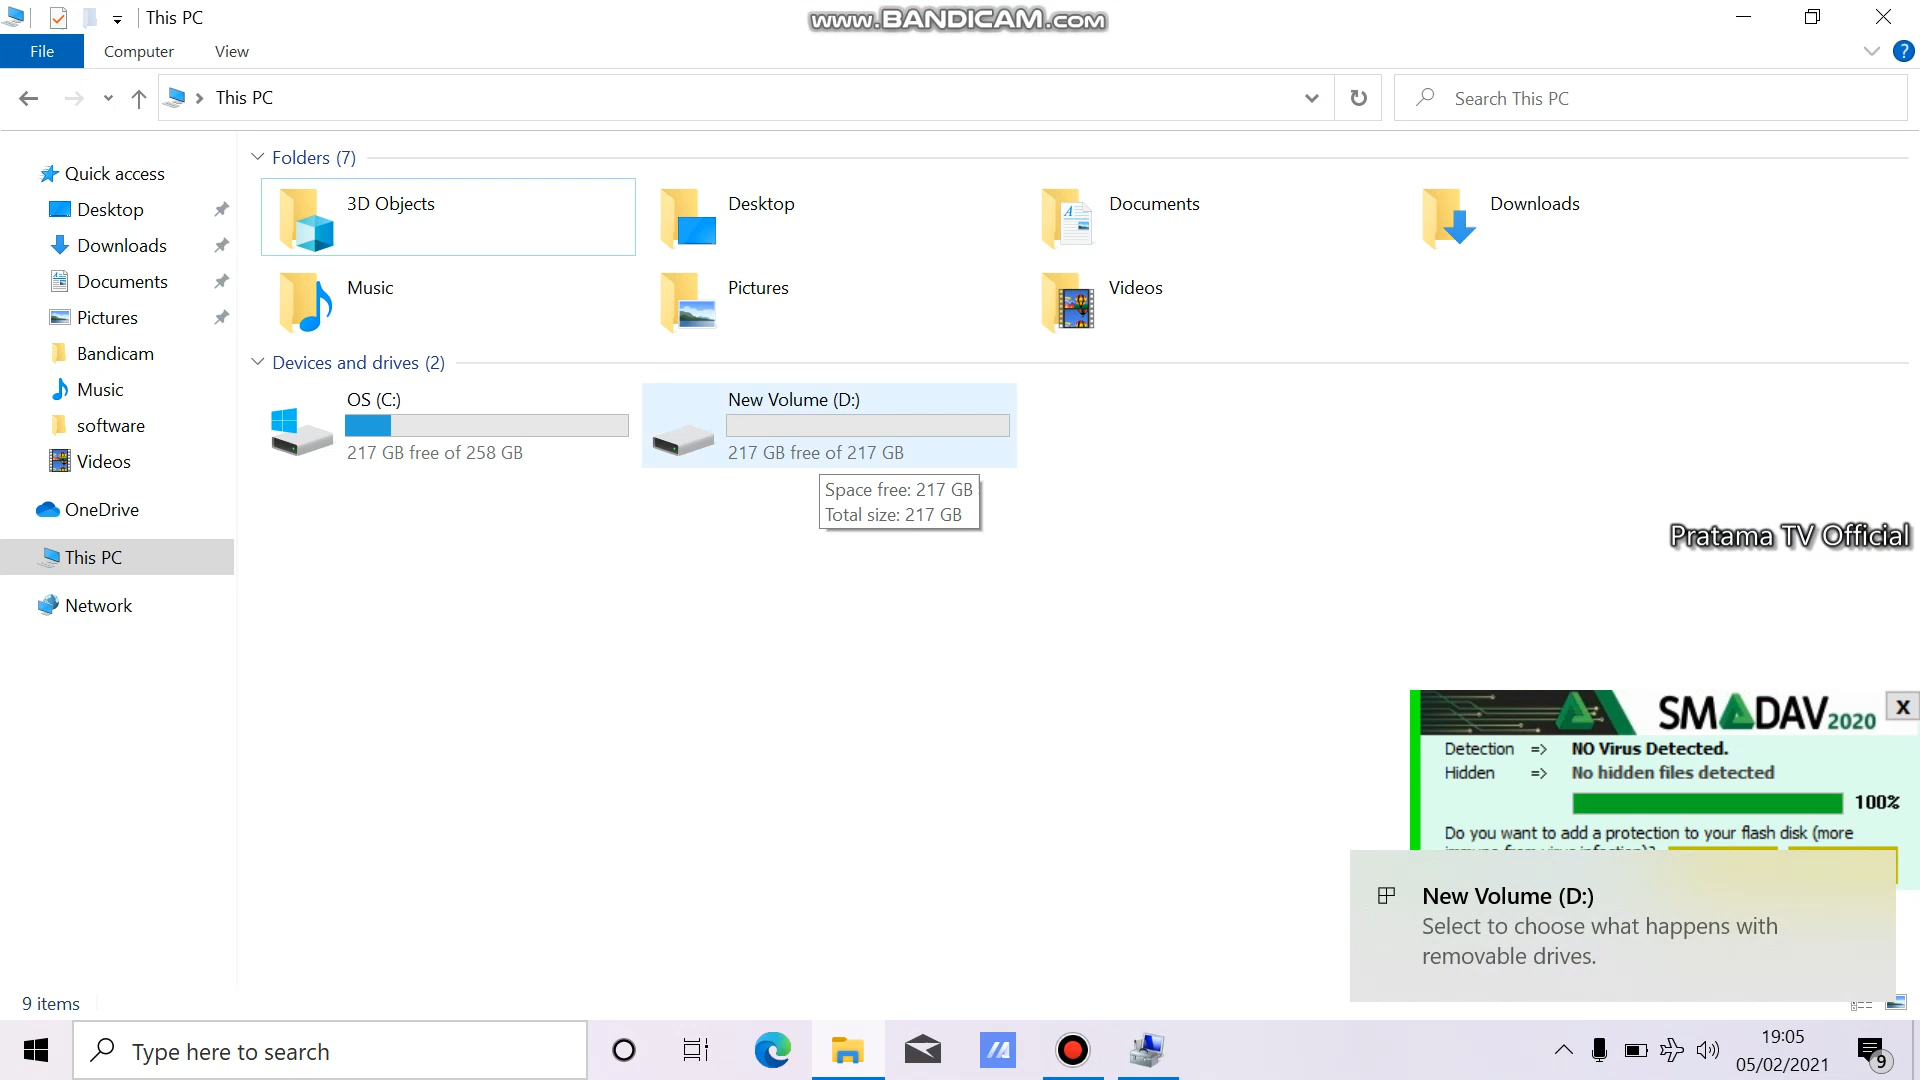 This PC
www.BANDICAM.com
File
Computer
View
?
This PC
Search This PC
Quick access
Desktop
Downloads
Documents
Pictures
Bandicam
Music
software
Videos
OneDrive
This PC
Network
Folders (7)
3D Objects
Desktop
Documents
Downloads
Music
Pictures
Videos
Devices and drives (2)
OS (C:)
217 GB free of 258 GB
New Volume (D:)
217 GB free of 217 GB
Space free: 217 GB
Total size: 217 GB
Pratama TV Official
SMADAV 2020
X
Detection => NO Virus Detected.
Hidden => No hidden files detected
100%
Do you want to add a protection to your flash disk (more
New Volume (D:)
Select to choose what happens with
removable drives.
9 items
Type here to search
19:05
05/02/2021
9